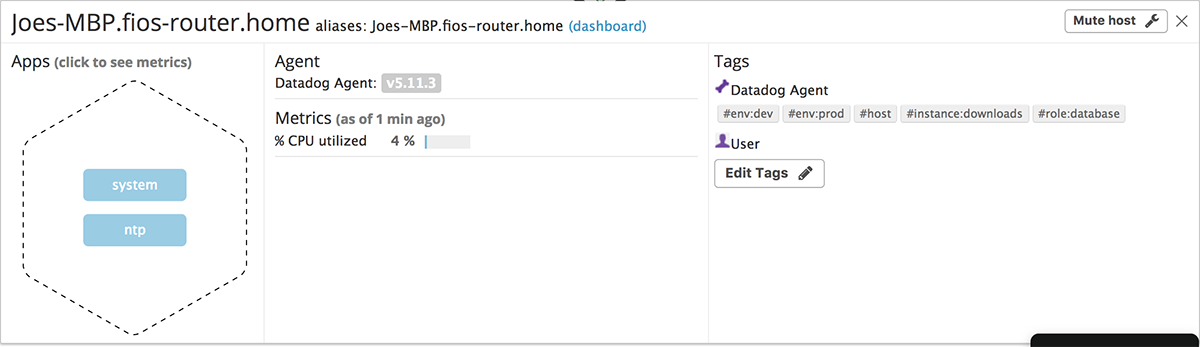 Joes-MBP.fios-router.home aliases: Joes-MBP.fios-router.home (dashboard)
Mute host
Apps (click to see metrics)
system
ntp
Agent
Datadog Agent: v5.11.3
Metrics (as of 1 min ago)
% CPU utilized 4 %
Tags
Datadog Agent
#env:dev #env:prod #host #instance:downloads #role:database
User
Edit Tags